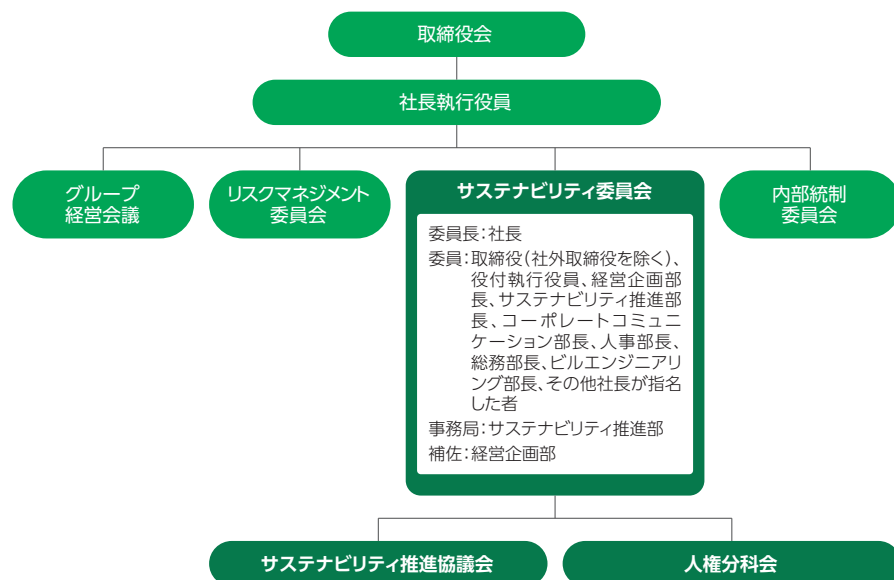 取締役会
社長執行役員
グループ
経営会議
リスクマネジメント
委員会
サステナビリティ委員会
委員長:社長
委員:取締役(社外取締役を除く)、
役付執行役員、経営企画部
長、サステナビリティ推進部
長、コーポレートコミュニ
ケーション部長、人事部長、
総務部長、ビルエンジニアリ
ング部長、その他社長が指名
した者
事務局:サステナビリティ推進部
補佐:経営企画部
内部統制
委員会
サステナビリティ推進協議会
人権分科会